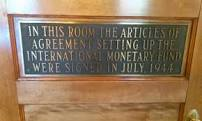 IN THIS ROOM THE ARTICLES OF
AGREEMENT SETTING UP THE
INTERNATIONAL MONETARY FUND
WERE SIGNED IN JULY 1944